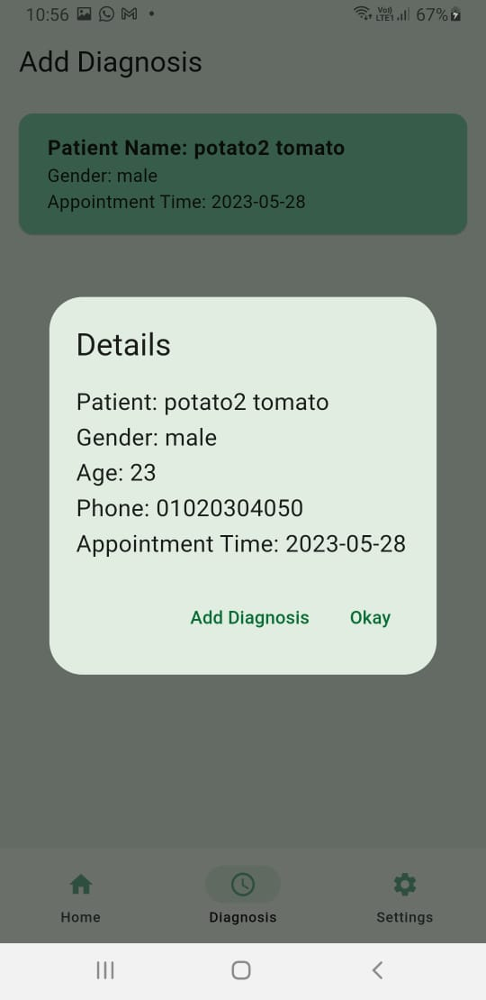 10:56
Vo)) LTE1 67%
Add Diagnosis
Patient Name: potato2 tomato
Gender: male
Appointment Time: 2023-05-28
Details
Patient: potato2 tomato
Gender: male
Age: 23
Phone: 01020304050
Appointment Time: 2023-05-28
Add Diagnosis Okay
Home Diagnosis Settings